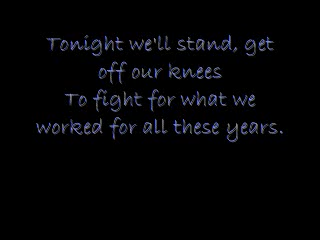 Tonight we'll stand, get
off our knees
To fight for what we
worked for all these years.